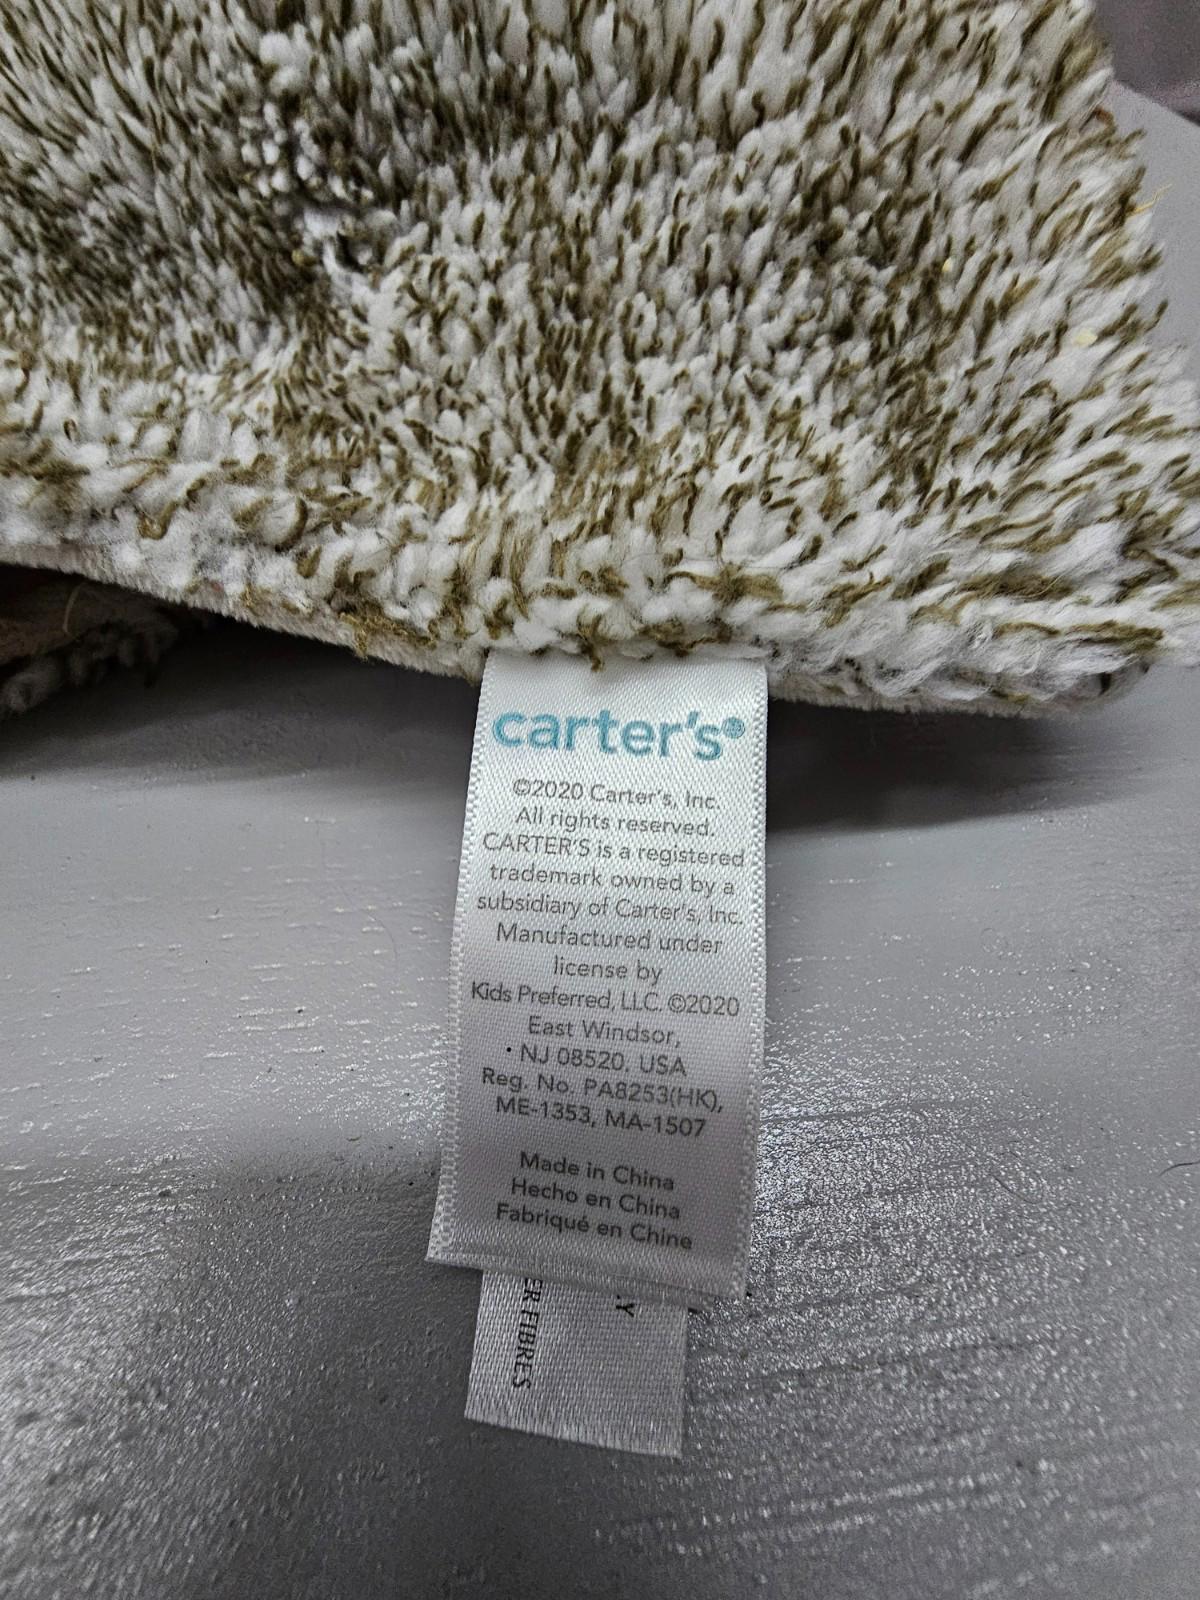 carter's®
©2020 Carter's, Inc.
All rights reserved.
CARTER'S is a registered
trademark owned by a
subsidiary of Carter's, Inc.
Manufactured under
license by
Kids Preferred, LLC. ©2020
East Windsor,
NJ 08520, USA
Reg. No. PA8253(HK),
ME-1353, MA-1507
Made in China
Hecho en China
Fabriqué en Chine
ER FIBRES